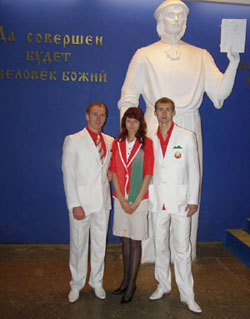 Да совершен
будет
человек Божий